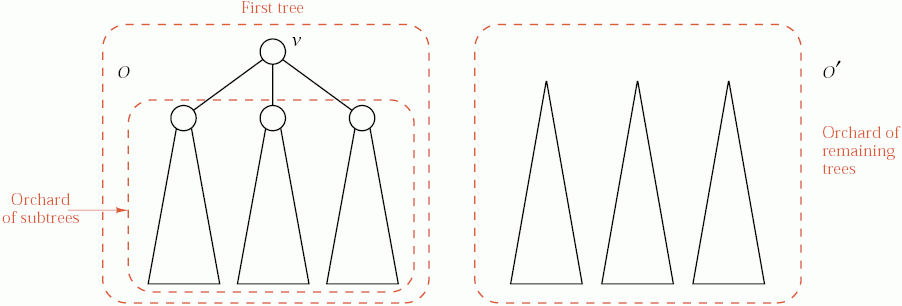 First tree
v
O
O′
Orchard of
remaining
trees
Orchard
of subtrees